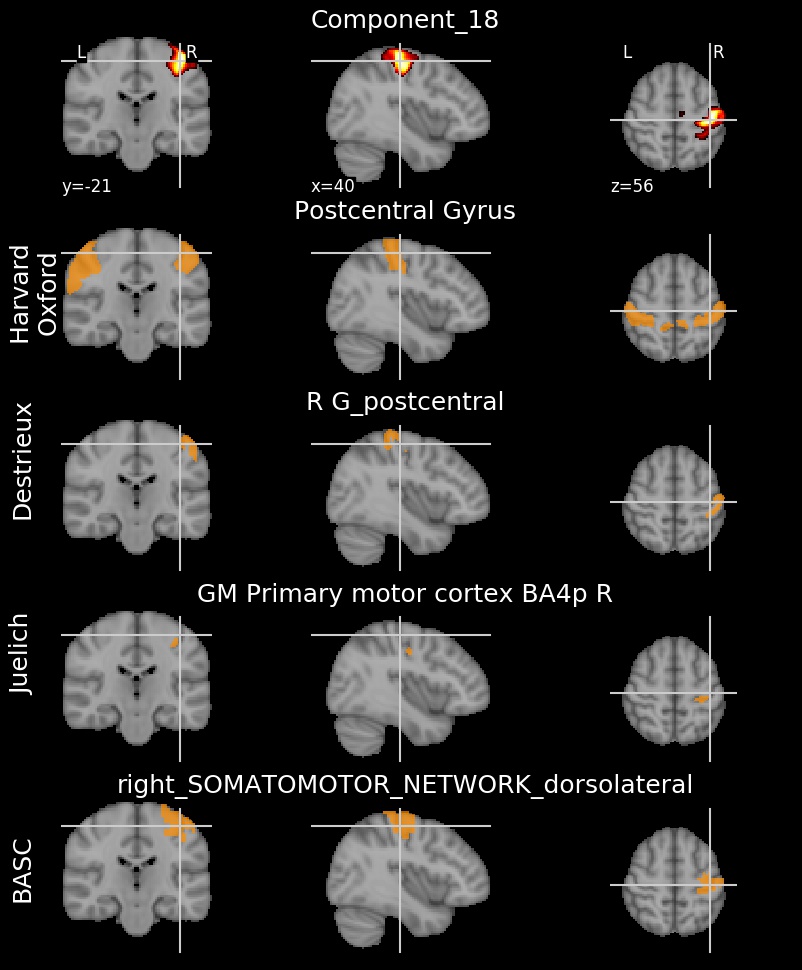 Component_18
L R
L R
y=-21 x=40 z=56
Postcentral Gyrus
Harvard
Oxford
R G_postcentral
Destrieux
GM Primary motor cortex BA4p R
Juelich
right_SOMATOMOTOR_NETWORK_dorsolateral
BASC